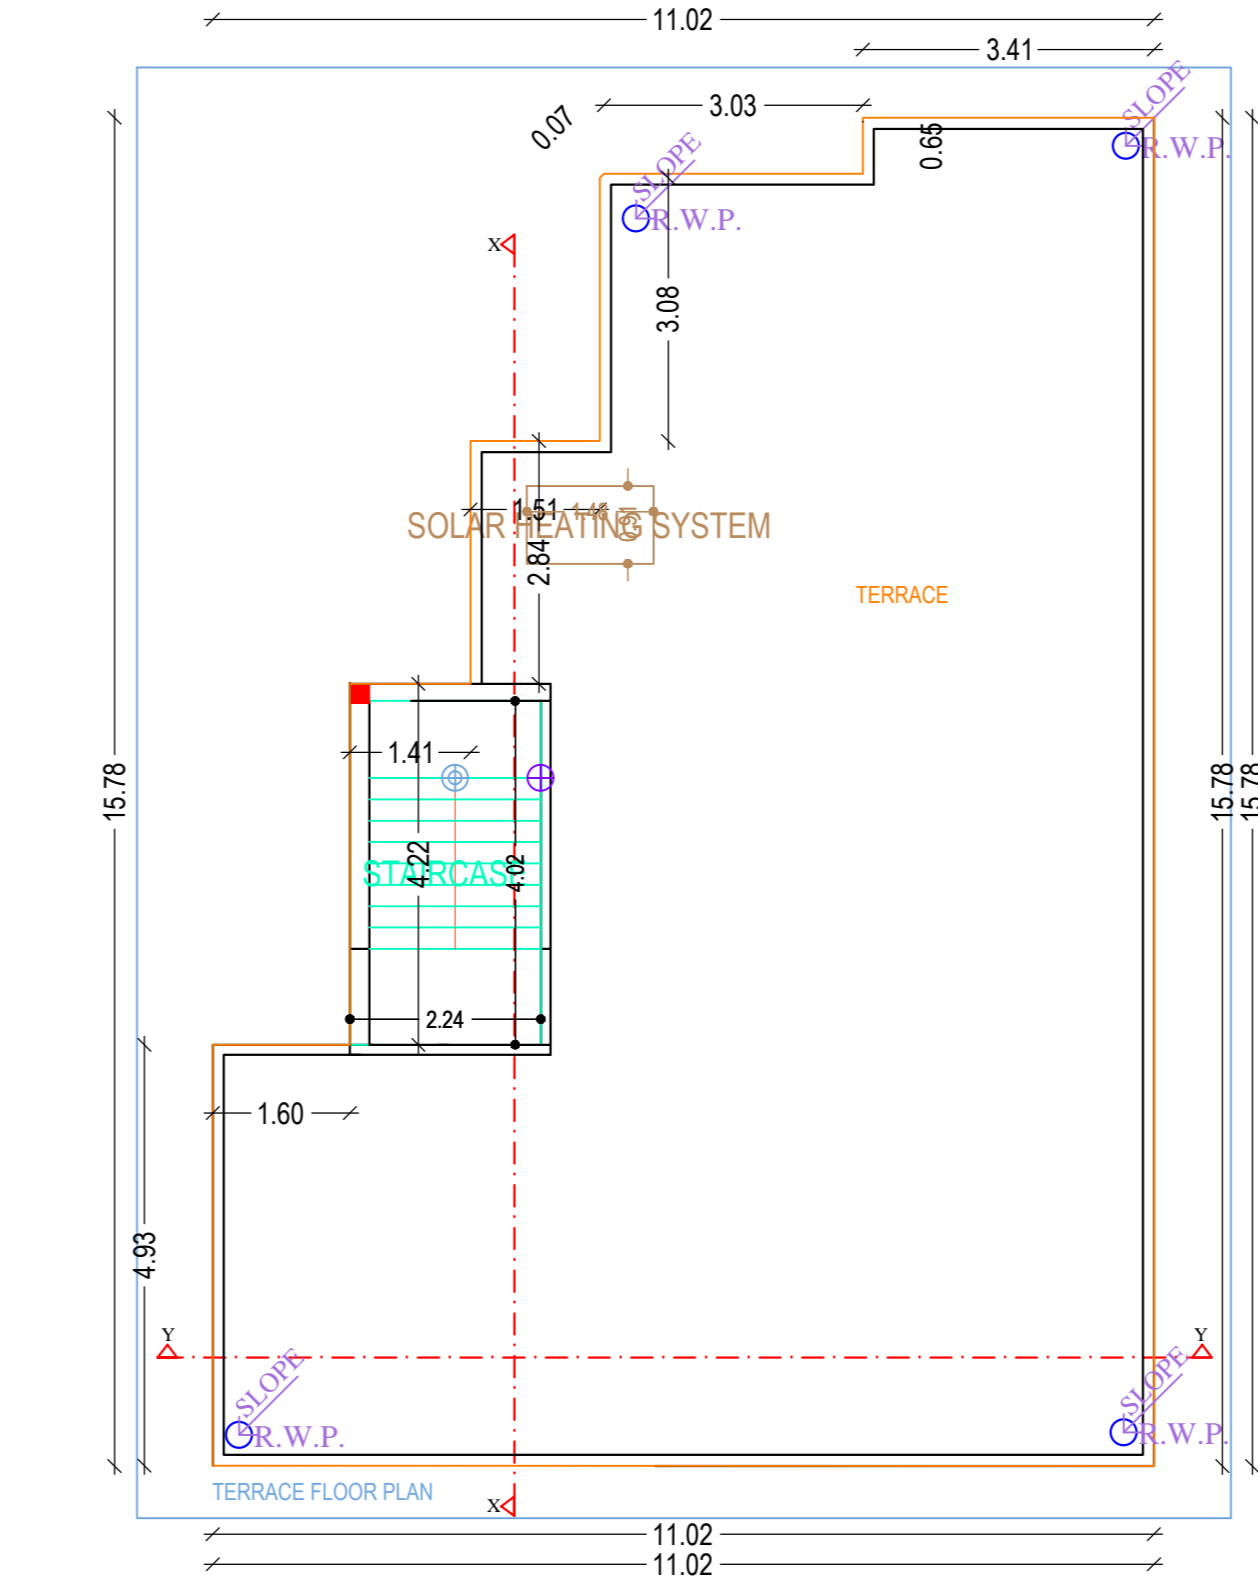 11.02
3.41
3.03
0.07
SLOPE
R.W.P.
0.65
SLOPE
R.W.P.
X
3.08
1.51
SOLAR HEATING SYSTEM
2.84
TERRACE
1.41
15.78
15.78
15.78
4.22
4.02
STAIRCASE
2.24
1.60
4.93
Y
Y
SLOPE
R.W.P.
SLOPE
R.W.P.
TERRACE FLOOR PLAN
X
11.02
11.02